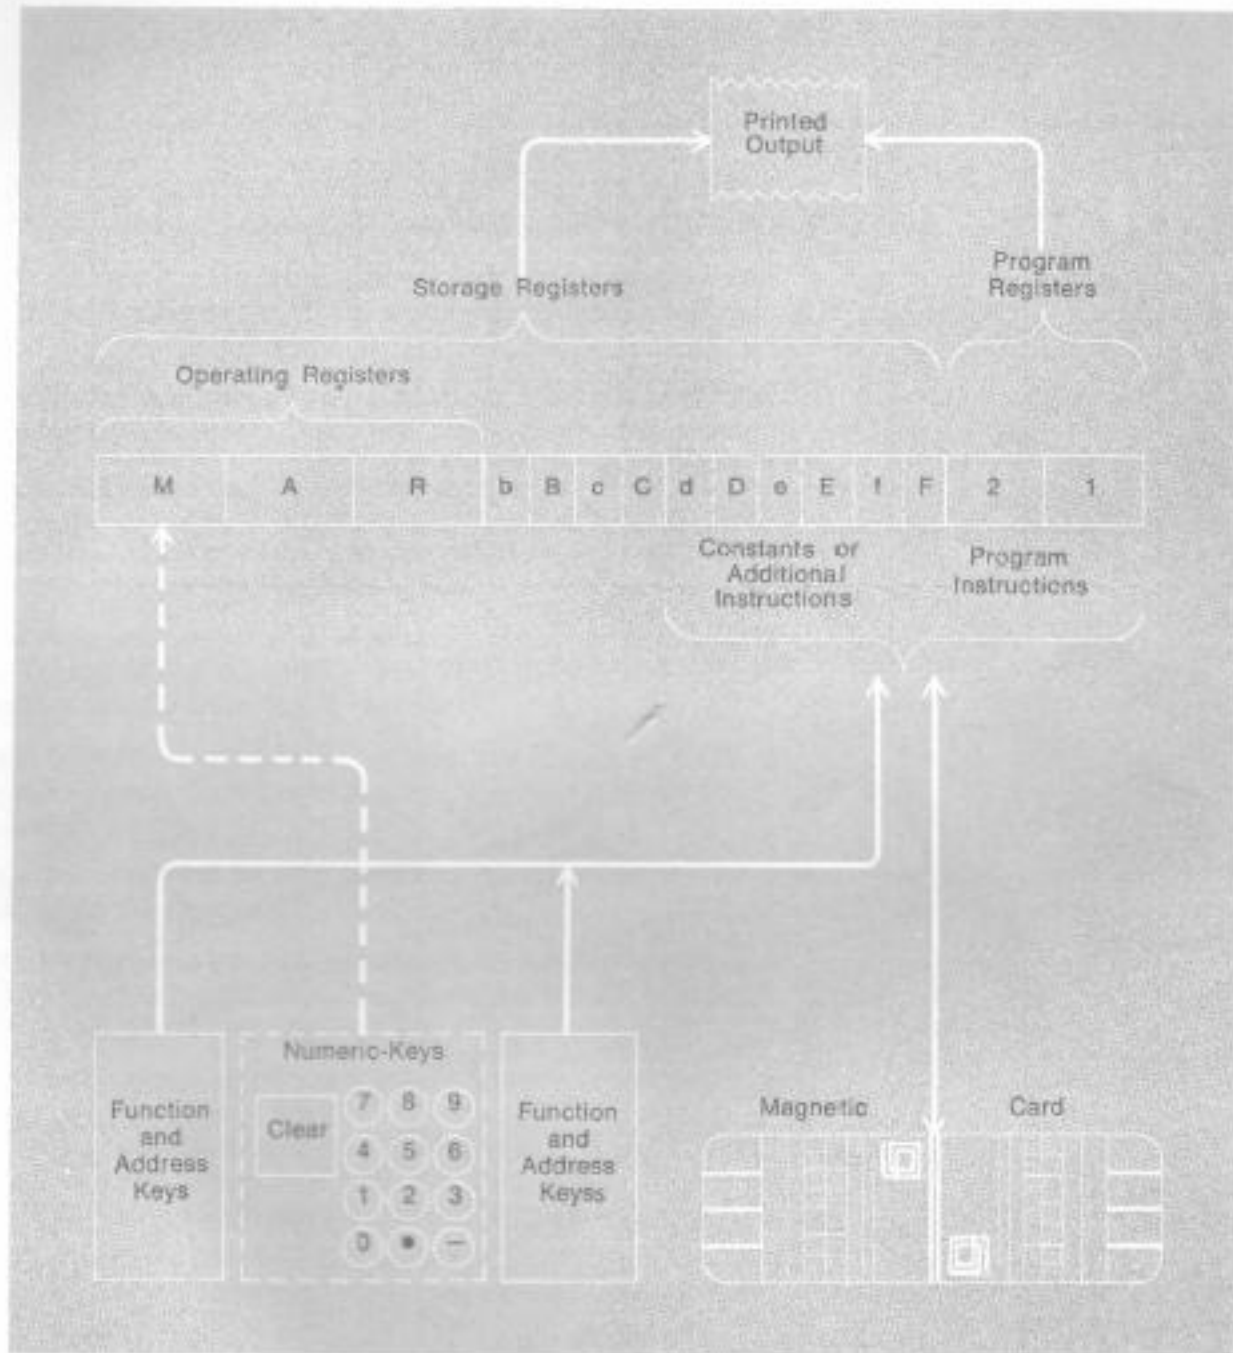 Printed
Output
Storage Registers
Program
Registers
Operating Registers
M A R b B c C d D e E f F 2 1
Constants or
Additional
Instructions
Program
Instructions
Numeric-Keys
Function
and
Address
Keys
Clear
7 8 9
4 5 6
1 2 3
0 • —
Function
and
Address
Keyss
Magnetic Card